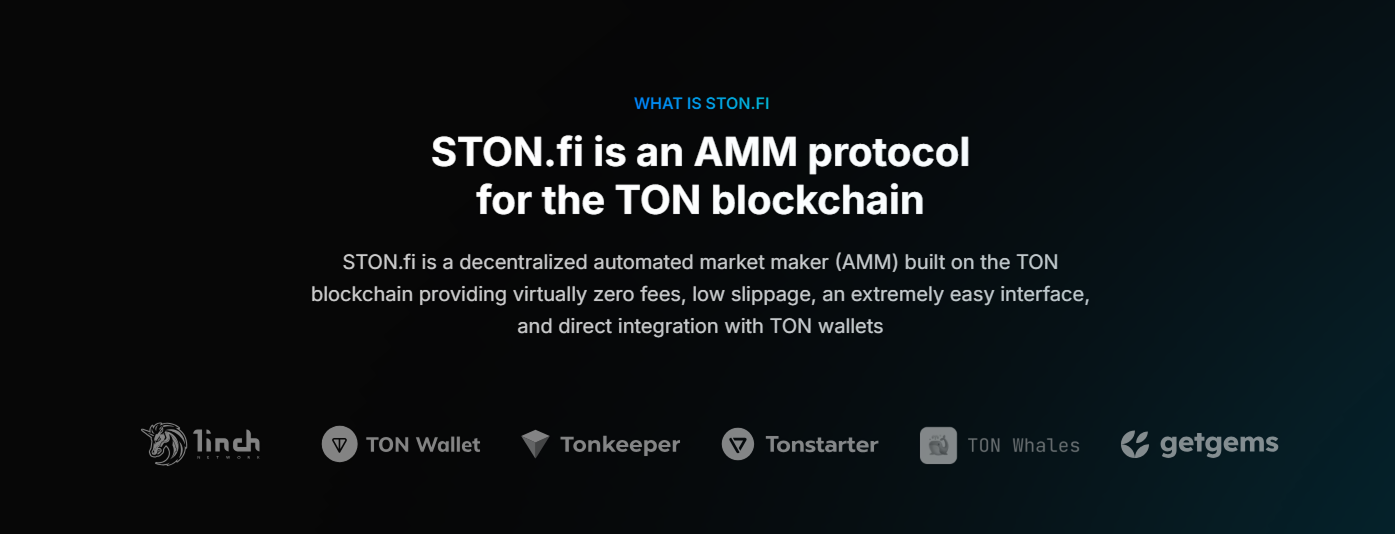 WHAT IS STON.FI
STON.fi is an AMM protocol
for the TON blockchain
STON.fi is a decentralized automated market maker (AMM) built on the TON
blockchain providing virtually zero fees, low slippage, an extremely easy interface,
and direct integration with TON wallets
1inch
NETWORK
TON Wallet
Tonkeeper
Tonstarter
TON Whales
getgems